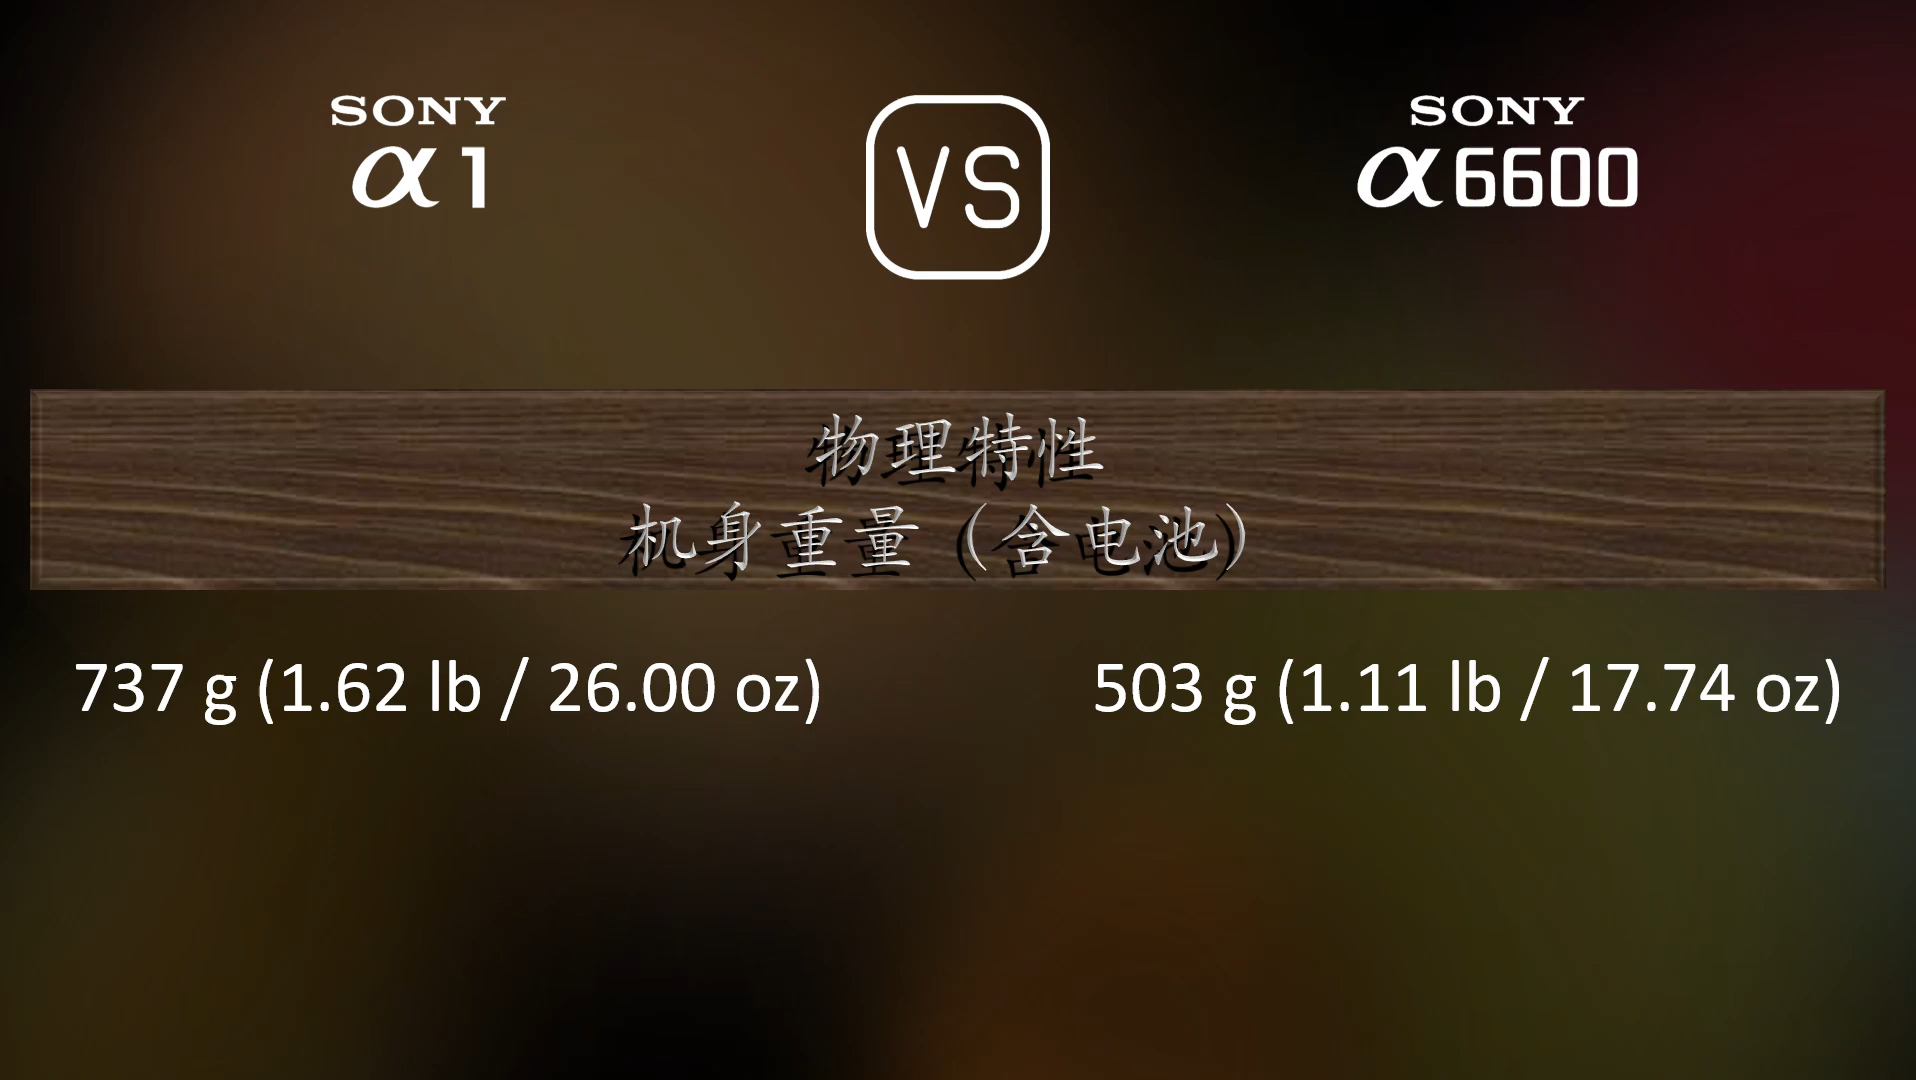 SONY
α1
VS
SONY
α6600
物理特性
机身重量（含电池）
737 g (1.62 lb / 26.00 oz)
503 g (1.11 lb / 17.74 oz)